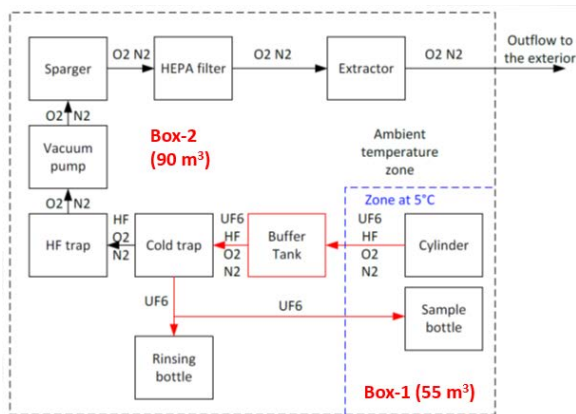 Sparger
O2 N2
HEPA filter
O2 N2
Extractor
O2 N2
Outflow to
the exterior
O2 N2
Vacuum
pump
Box-2
(90 m³)
Ambient
temperature
zone
O2 N2
Zone at 5°C
HF trap
HF
O2
N2
Cold trap
UF6
HF
O2
N2
Buffer
Tank
UF6
HF
O2
N2
Cylinder
UF6
UF6
Sample
bottle
Rinsing
bottle
Box-1 (55 m³)